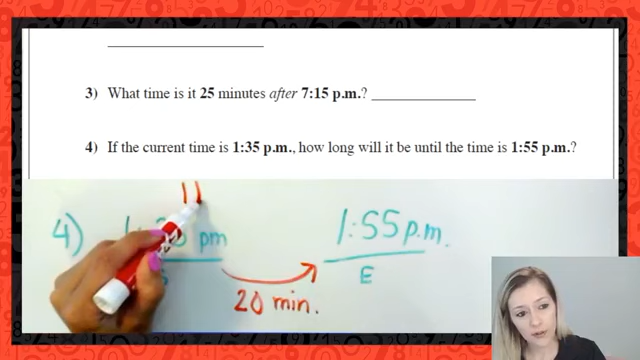 3) What time is it 25 minutes after 7:15 p.m.? ____________
4) If the current time is 1:35 p.m., how long will it be until the time is 1:55 p.m.?
4) pm 1:55 p.m.
20 min. E